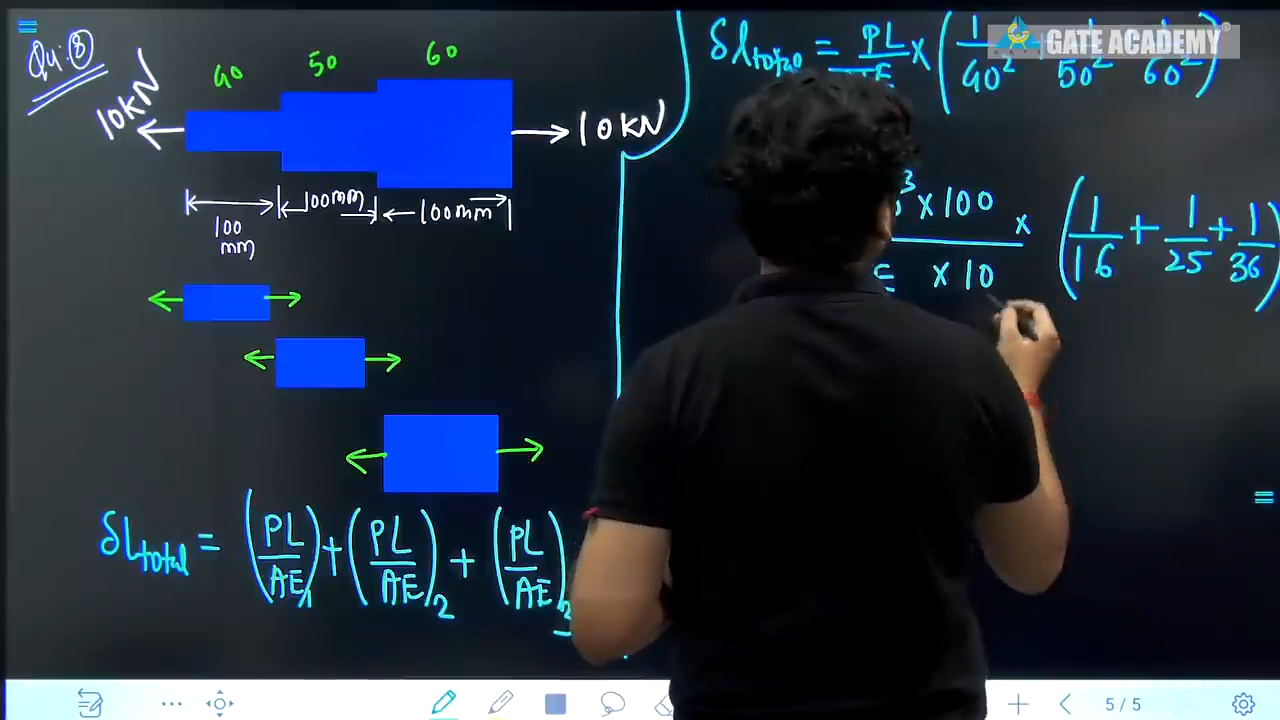 Qu:⑧
40 50 60
10KN
10KN
100 mm
100mm
100mm
δL total = (PL/AE)1 + (PL/AE)2 + (PL/AE)
GATE ACADEMY
δl total = PL/ × (1/40² 1/50² 1/60²)
³ × 100 / E × 10 × (1/16 + 1/25 + 1/36)
5 / 5